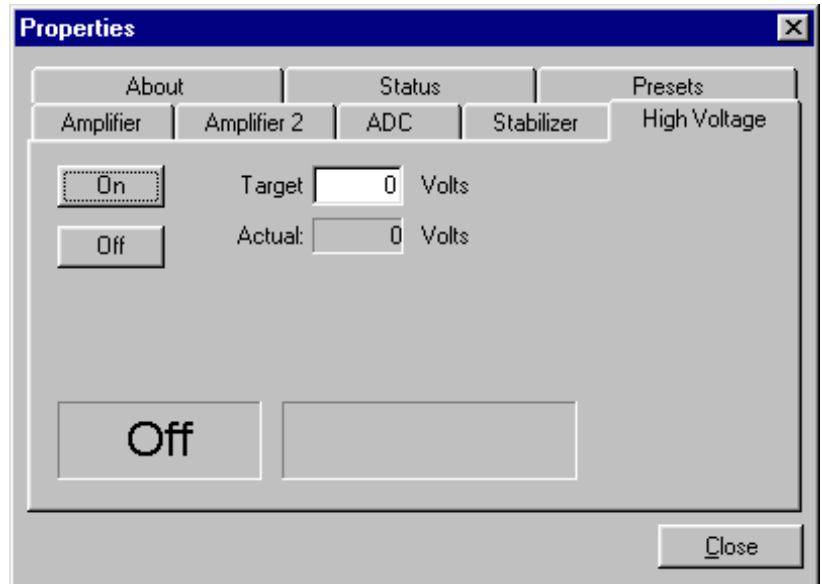 Properties
About Status Presets
Amplifier Amplifier 2 ADC Stabilizer High Voltage
On Target 0 Volts
Off Actual: 0 Volts
Off
Close